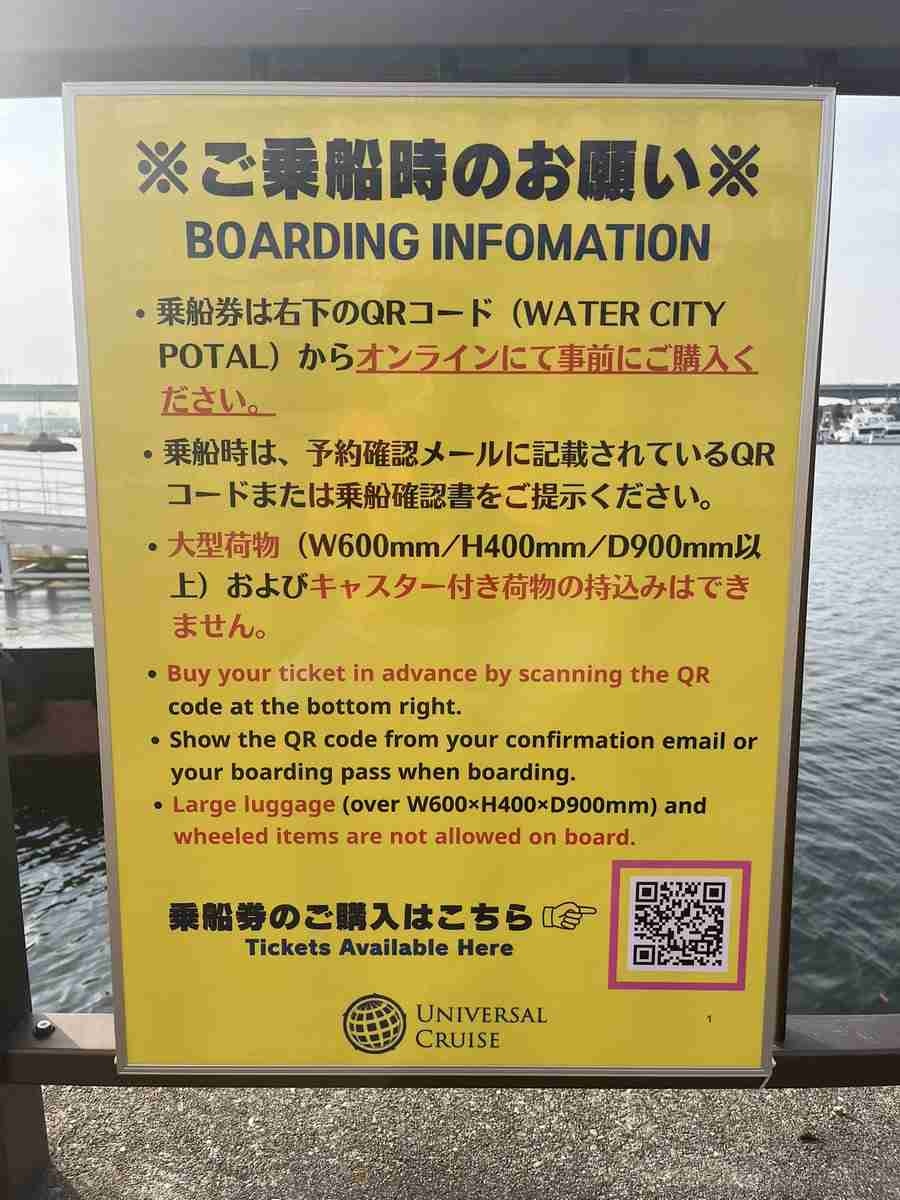 ※ご乗船時のお願い※
BOARDING INFOMATION
・乗船券は右下のQRコード（WATER CITY
POTAL）からオンラインにて事前にご購入く
ださい。
・乗船時は、予約確認メールに記載されているQR
コードまたは乗船確認書をご提示ください。
・大型荷物（W600mm／H400mm／D900mm以
上）およびキャスター付き荷物の持込みはでき
ません。
• Buy your ticket in advance by scanning the QR
code at the bottom right.
• Show the QR code from your confirmation email or
your boarding pass when boarding.
• Large luggage (over W600×H400×D900mm) and
wheeled items are not allowed on board.
乗船券のご購入はこちら☞
Tickets Available Here
UNIVERSAL
CRUISE
1